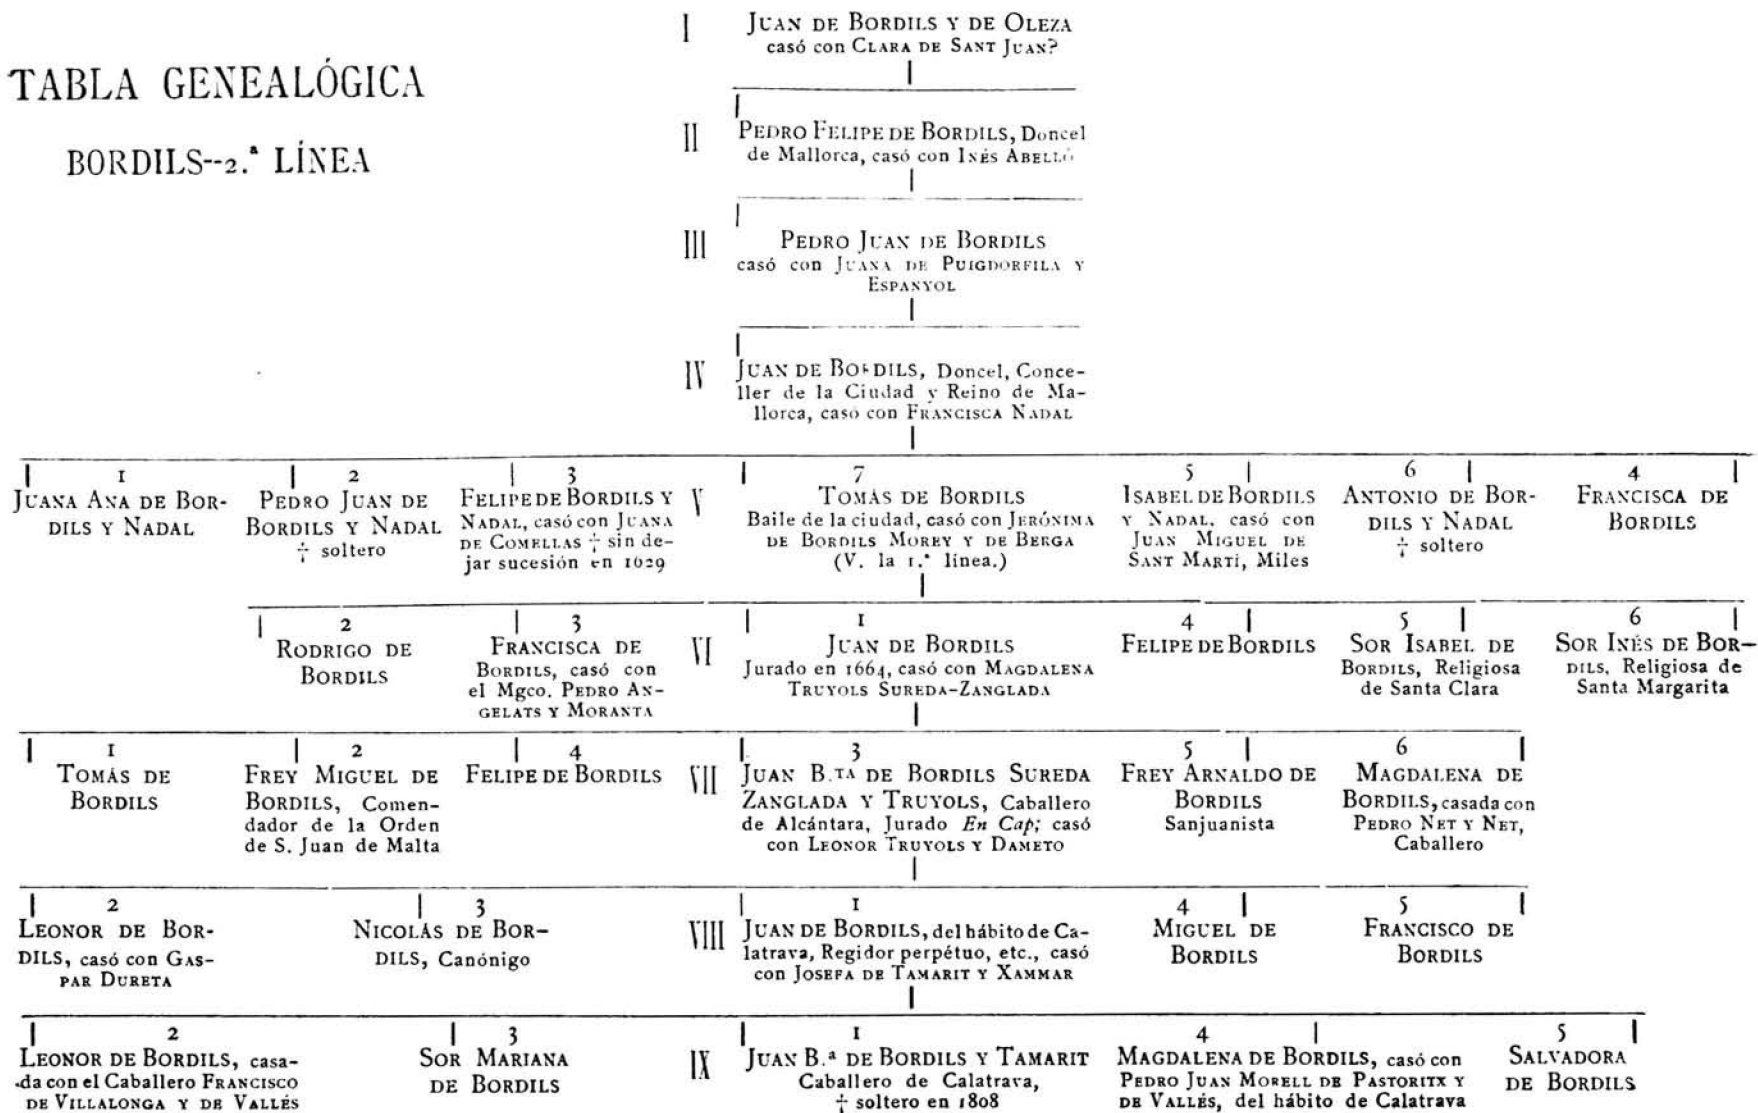 TABLA GENEALÓGICA
BORDILS--2.ª LÍNEA
I
JUAN DE BORDILS Y DE OLEZA
casó con CLARA DE SANT JUAN?
II
PEDRO FELIPE DE BORDILS, Doncel
de Mallorca, casó con INÉS ABELLÓ
III
PEDRO JUAN DE BORDILS
casó con JUANA DE PUIGDORFILA Y
ESPANYOL
IV
JUAN DE BORDILS, Doncel, Conce-
ller de la Ciudad y Reino de Ma-
llorca, casó con FRANCISCA NADAL
1
JUANA ANA DE BOR-
DILS Y NADAL
2
PEDRO JUAN DE
BORDILS Y NADAL
† soltero
3
FELIPE DE BORDILS Y
NADAL, casó con JUANA
DE COMELLAS † sin de-
jar sucesión en 1629
V
7
TOMÁS DE BORDILS
Baile de la ciudad, casó con JERÓNIMA
DE BORDILS MOREY Y DE BERGA
(V. la 1.ª línea.)
5
ISABEL DE BORDILS
Y NADAL, casó con
JUAN MIGUEL DE
SANT MARTÍ, Miles
6
ANTONIO DE BOR-
DILS Y NADAL
† soltero
4
FRANCISCA DE
BORDILS
2
RODRIGO DE
BORDILS
3
FRANCISCA DE
BORDILS, casó con
el Mgco. PEDRO AN-
GELATS Y MORANTA
VI
1
JUAN DE BORDILS
Jurado en 1664, casó con MAGDALENA
TRUYOLS SUREDA-ZANGLADA
4
FELIPE DE BORDILS
5
SOR ISABEL DE
BORDILS, Religiosa
de Santa Clara
6
SOR INÉS DE BOR-
DILS, Religiosa de
Santa Margarita
1
TOMÁS DE
BORDILS
2
FREY MIGUEL DE
BORDILS, Comen-
dador de la Orden
de S. Juan de Malta
4
FELIPE DE BORDILS
VII
3
JUAN B.TA DE BORDILS SUREDA
ZANGLADA Y TRUYOLS, Caballero
de Alcántara, Jurado En Cap; casó
con LEONOR TRUYOLS Y DAMETO
5
FREY ARNALDO DE
BORDILS
Sanjuanista
6
MAGDALENA DE
BORDILS, casada con
PEDRO NET Y NET,
Caballero
2
LEONOR DE BOR-
DILS, casó con GAS-
PAR DURETA
3
NICOLÁS DE BOR-
DILS, Canónigo
VIII
1
JUAN DE BORDILS, del hábito de Ca-
latrava, Regidor perpétuo, etc., casó
con JOSEFA DE TAMARIT Y XAMMAR
4
MIGUEL DE
BORDILS
5
FRANCISCO DE
BORDILS
2
LEONOR DE BORDILS, casa-
da con el Caballero FRANCISCO
DE VILLALONGA Y DE VALLÉS
3
SOR MARIANA
DE BORDILS
IX
1
JUAN B.ª DE BORDILS Y TAMARIT
Caballero de Calatrava,
† soltero en 1808
4
MAGDALENA DE BORDILS, casó con
PEDRO JUAN MORELL DE PASTORITX Y
DE VALLÉS, del hábito de Calatrava
5
SALVADORA
DE BORDILS